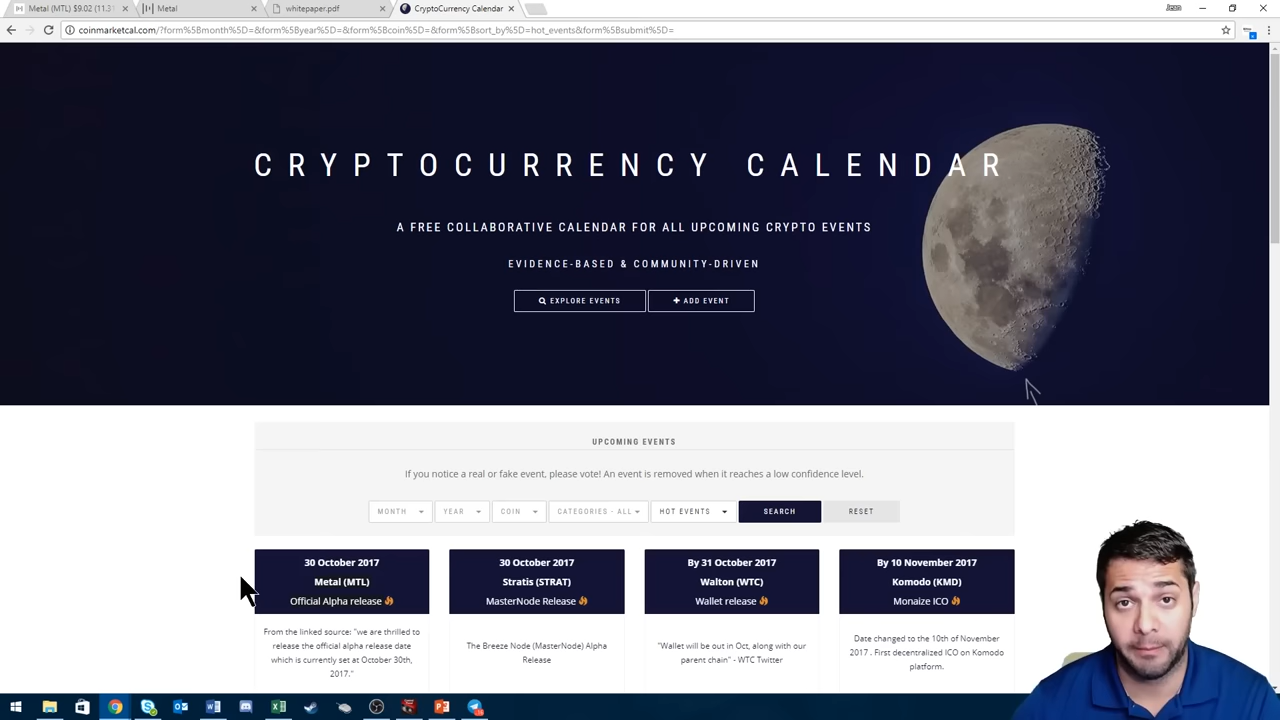 Metal (MTL) $9.02 (11.31
Metal
whitepaper.pdf
CryptoCurrency Calendar
coinmarketcal.com/?form%5Bmonth%5D=&form%5Byear%5D=&form%5Bcoin%5D=&form%5Bsort_by%5D=hot_events&form%5Bsubmit%5D=
CRYPTOCURRENCY CALENDAR
A FREE COLLABORATIVE CALENDAR FOR ALL UPCOMING CRYPTO EVENTS
EVIDENCE-BASED & COMMUNITY-DRIVEN
EXPLORE EVENTS
ADD EVENT
UPCOMING EVENTS
If you notice a real or fake event, please vote! An event is removed when it reaches a low confidence level.
MONTH
YEAR
COIN
CATEGORIES - ALL
HOT EVENTS
SEARCH
RESET
30 October 2017
Metal (MTL)
Official Alpha release
From the linked source: "we are thrilled to
release the official alpha release date
which is currently set at October 30th,
2017."
30 October 2017
Stratis (STRAT)
MasterNode Release
The Breeze Node (MasterNode) Alpha
Release
By 31 October 2017
Walton (WTC)
Wallet release
"Wallet will be out in Oct, along with our
parent chain" - WTC Twitter
By 10 November 2017
Komodo (KMD)
Monaize ICO
Date changed to the 10th of November
2017 . First decentralized ICO on Komodo
platform.